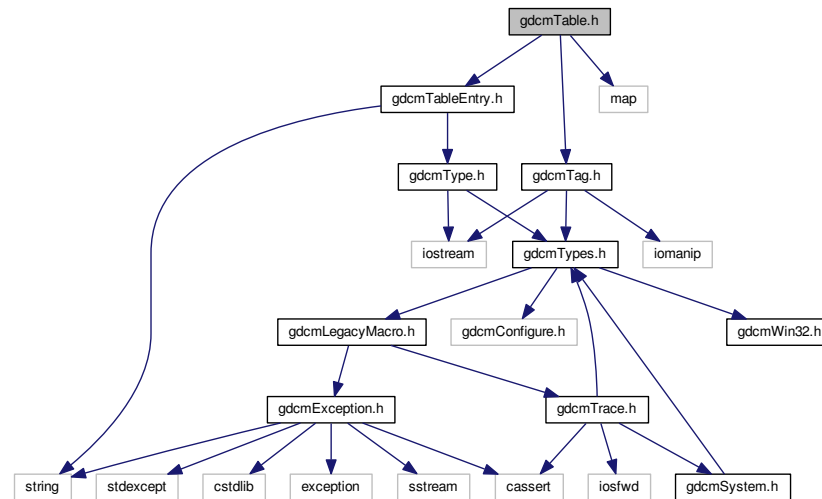 gdcmTable.h
gdcmTableEntry.h
map
gdcmType.h
gdcmTag.h
iostream
gdcmTypes.h
iomanip
gdcmLegacyMacro.h
gdcmConfigure.h
gdcmWin32.h
gdcmException.h
gdcmTrace.h
string
stdexcept
cstdlib
exception
sstream
cassert
iosfwd
gdcmSystem.h